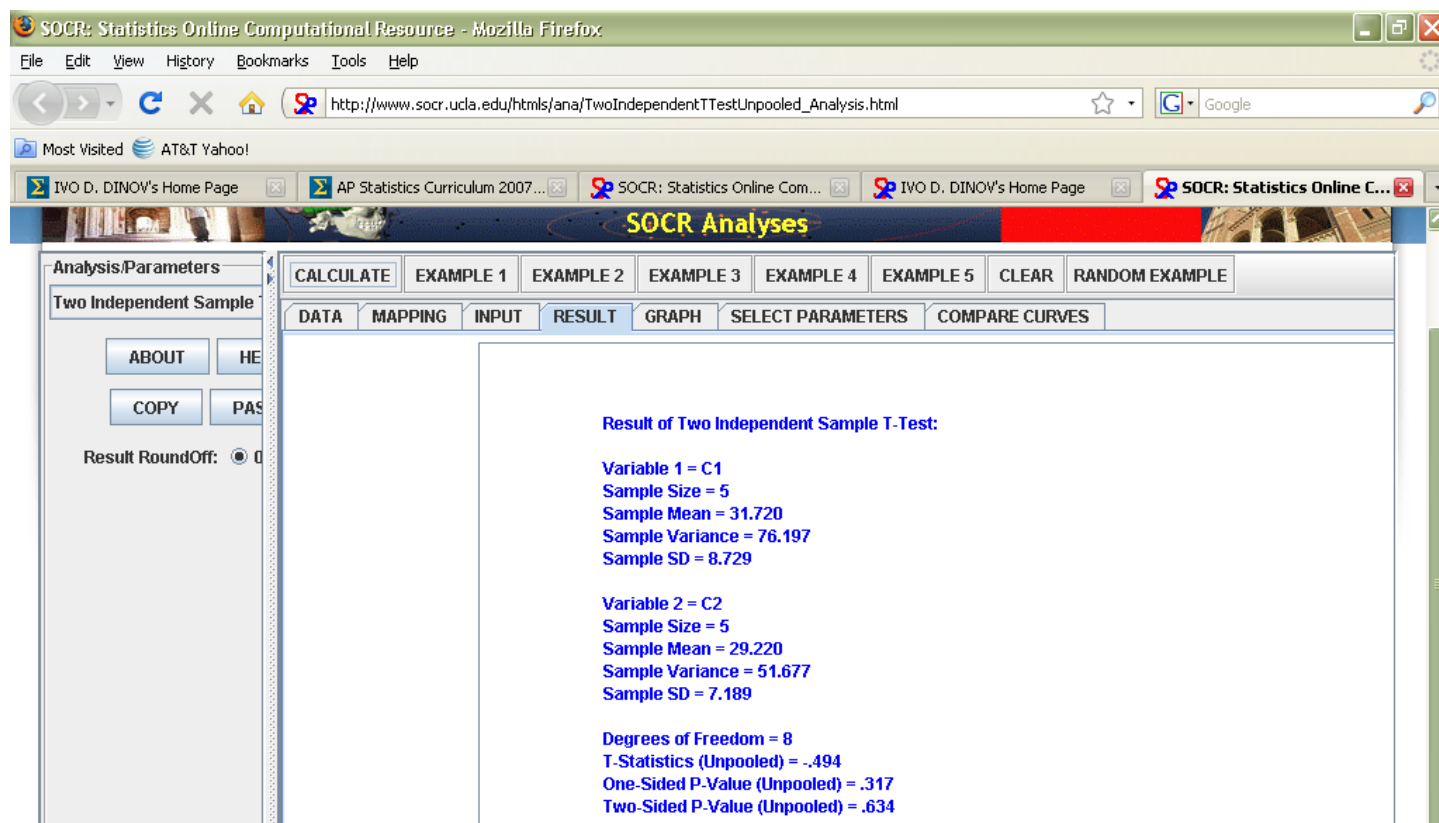 SOCR: Statistics Online Computational Resource - Mozilla Firefox
File Edit View History Bookmarks Tools Help
http://www.socr.ucla.edu/htmls/ana/TwoIndependentTTestUnpooled_Analysis.html G Google
Most Visited AT&T Yahoo!
Σ IVO D. DINOV's Home Page Σ AP Statistics Curriculum 2007... SOCR: Statistics Online Com... IVO D. DINOV's Home Page SOCR: Statistics Online C...
SOCR Analyses
Analysis/Parameters
CALCULATE EXAMPLE 1 EXAMPLE 2 EXAMPLE 3 EXAMPLE 4 EXAMPLE 5 CLEAR RANDOM EXAMPLE
Two Independent Sample
DATA MAPPING INPUT RESULT GRAPH SELECT PARAMETERS COMPARE CURVES
ABOUT HE
COPY PAS
Result of Two Independent Sample T-Test:
Result RoundOff:
Variable 1 = C1
Sample Size = 5
Sample Mean = 31.720
Sample Variance = 76.197
Sample SD = 8.729
Variable 2 = C2
Sample Size = 5
Sample Mean = 29.220
Sample Variance = 51.677
Sample SD = 7.189
Degrees of Freedom = 8
T-Statistics (Unpooled) = -.494
One-Sided P-Value (Unpooled) = .317
Two-Sided P-Value (Unpooled) = .634